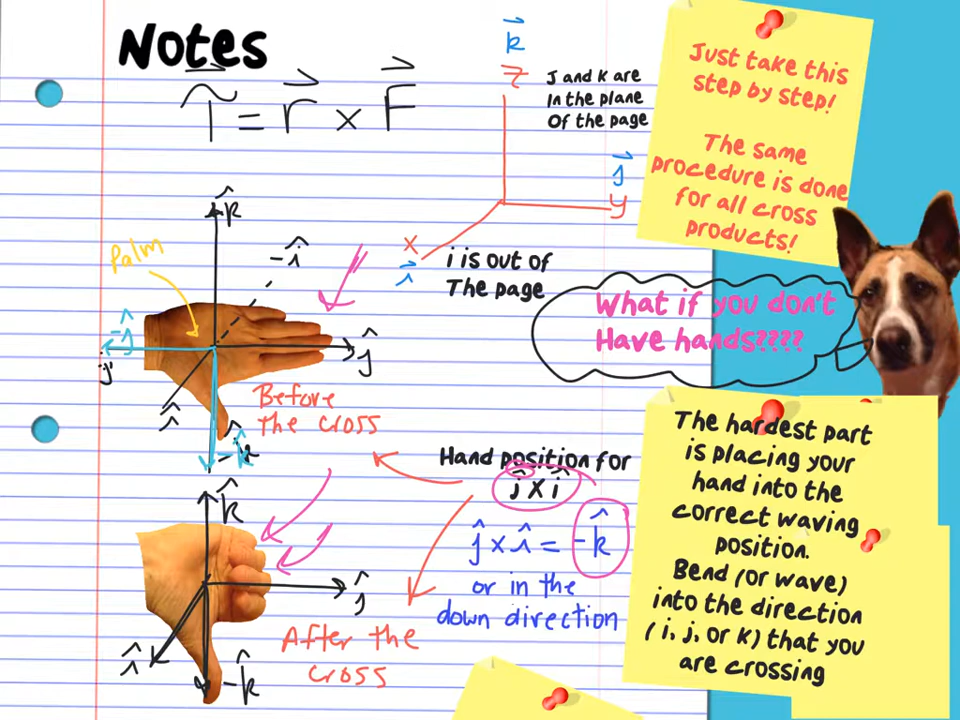 Notes
τ⃗ = r⃗ × F⃗
k⃗
z
J and K are
In the plane
Of the page
j⃗
y
x
i⃗
i is out of
The page
Just take this
step by step!
The same
procedure is done
for all cross
products!
What if you don't
Have hands????
k̂
Palm
-î
-ĵ
j
ĵ
î
-k̂
Before
the cross
Hand position for
ĵ X î
ĵ × î = -k̂
or in the
down direction
k̂
ĵ
î
-k̂
After the
cross
The hardest part
is placing your
hand into the
correct waving
position.
Bend (or wave)
into the direction
(i, j, or k) that you
are crossing